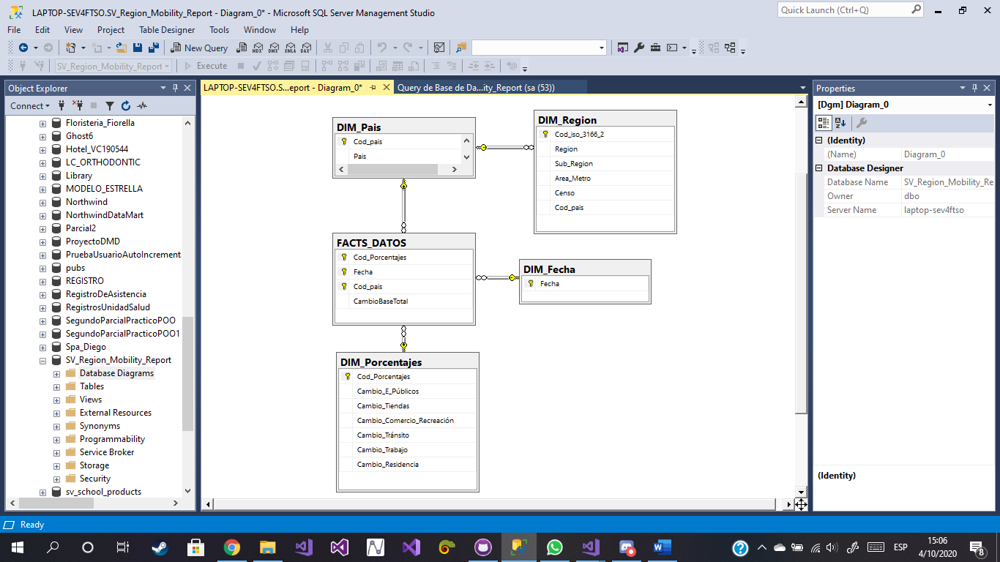 LAPTOP-SEV4FTSO.SV_Region_Mobility_Report - Diagram_0* - Microsoft SQL Server Management Studio
Quick Launch (Ctrl+Q)
File Edit View Project Table Designer Tools Window Help
New Query
MDX DMX XMLA DAX
SV_Region_Mobility_Report
Execute
Object Explorer
Connect
Floristeria_Fiorella
Ghost6
Hotel_VC190544
LC_ORTHODONTIC
Library
MODELO_ESTRELLA
Northwind
NorthwindDataMart
Parcial2
ProyectoDMD
PruebaUsuarioAutoIncrement
pubs
REGISTRO
RegistroDeAsistencia
RegistrosUnidadSalud
SegundoParcialPracticoPOO
SegundoParcialPracticoPOO1
Spa_Diego
SV_Region_Mobility_Report
Database Diagrams
Tables
Views
External Resources
Synonyms
Programmability
Service Broker
Storage
Security
sv_school_products
LAPTOP-SEV4FTSO.S...eport - Diagram_0*
Query de Base de Da...ity_Report (sa (53))
DIM_Pais
Cod_pais
Pais
DIM_Region
Cod_iso_3166_2
Region
Sub_Region
Area_Metro
Censo
Cod_pais
FACTS_DATOS
Cod_Porcentajes
Fecha
Cod_pais
CambioBaseTotal
DIM_Fecha
Fecha
DIM_Porcentajes
Cod_Porcentajes
Cambio_E_Públicos
Cambio_Tiendas
Cambio_Comercio_Recreación
Cambio_Tránsito
Cambio_Trabajo
Cambio_Residencia
Properties
[Dgm] Diagram_0
(Identity)
(Name) Diagram_0
Database Designer
Database Name SV_Region_Mobility_Re
Owner dbo
Server Name laptop-sev4ftso
(Identity)
Ready
ESP
15:06
4/10/2020
8